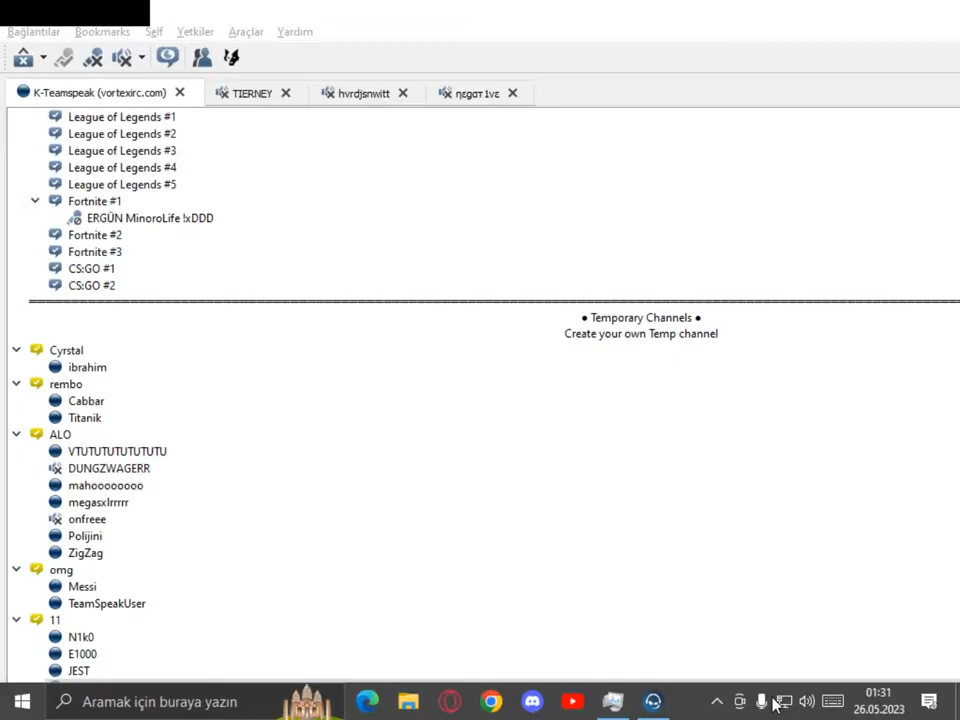 Bağlantılar Bookmarks Self Yetkiler Araçlar Yardım
K-Teamspeak (vortexirc.com) TIERNEY hvrdjsnwitt ηεgατ1νε
League of Legends #1
League of Legends #2
League of Legends #3
League of Legends #4
League of Legends #5
Fortnite #1
ERGÜN MinoroLife !xDDD
Fortnite #2
Fortnite #3
CS:GO #1
CS:GO #2
● Temporary Channels ●
Create your own Temp channel
Cyrstal
ibrahim
rembo
Cabbar
Titanik
ALO
VTUTUTUTUTUTUTU
DUNGZWAGERR
mahoooooooo
megasxlrrrrr
onfreee
Polijini
ZigZag
omg
Messi
TeamSpeakUser
11
N1k0
E1000
JEST
Aramak için buraya yazın
01:31
26.05.2023